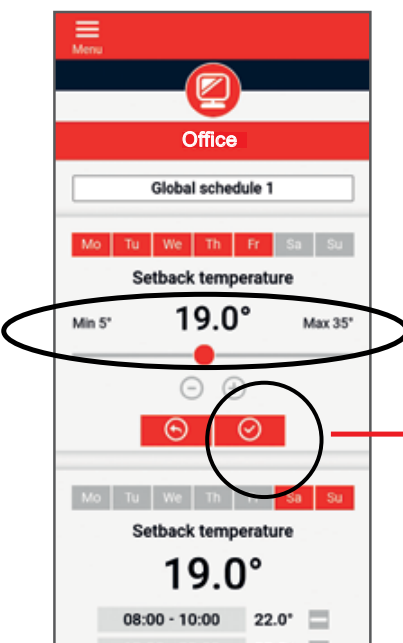 Menu
Office
Global schedule 1
Mo Tu We Th Fr Sa Su
Setback temperature
Min 5° 19.0° Max 35°
Mo Tu We Th Fr Sa Su
Setback temperature
19.0°
08:00 - 10:00 22.0°